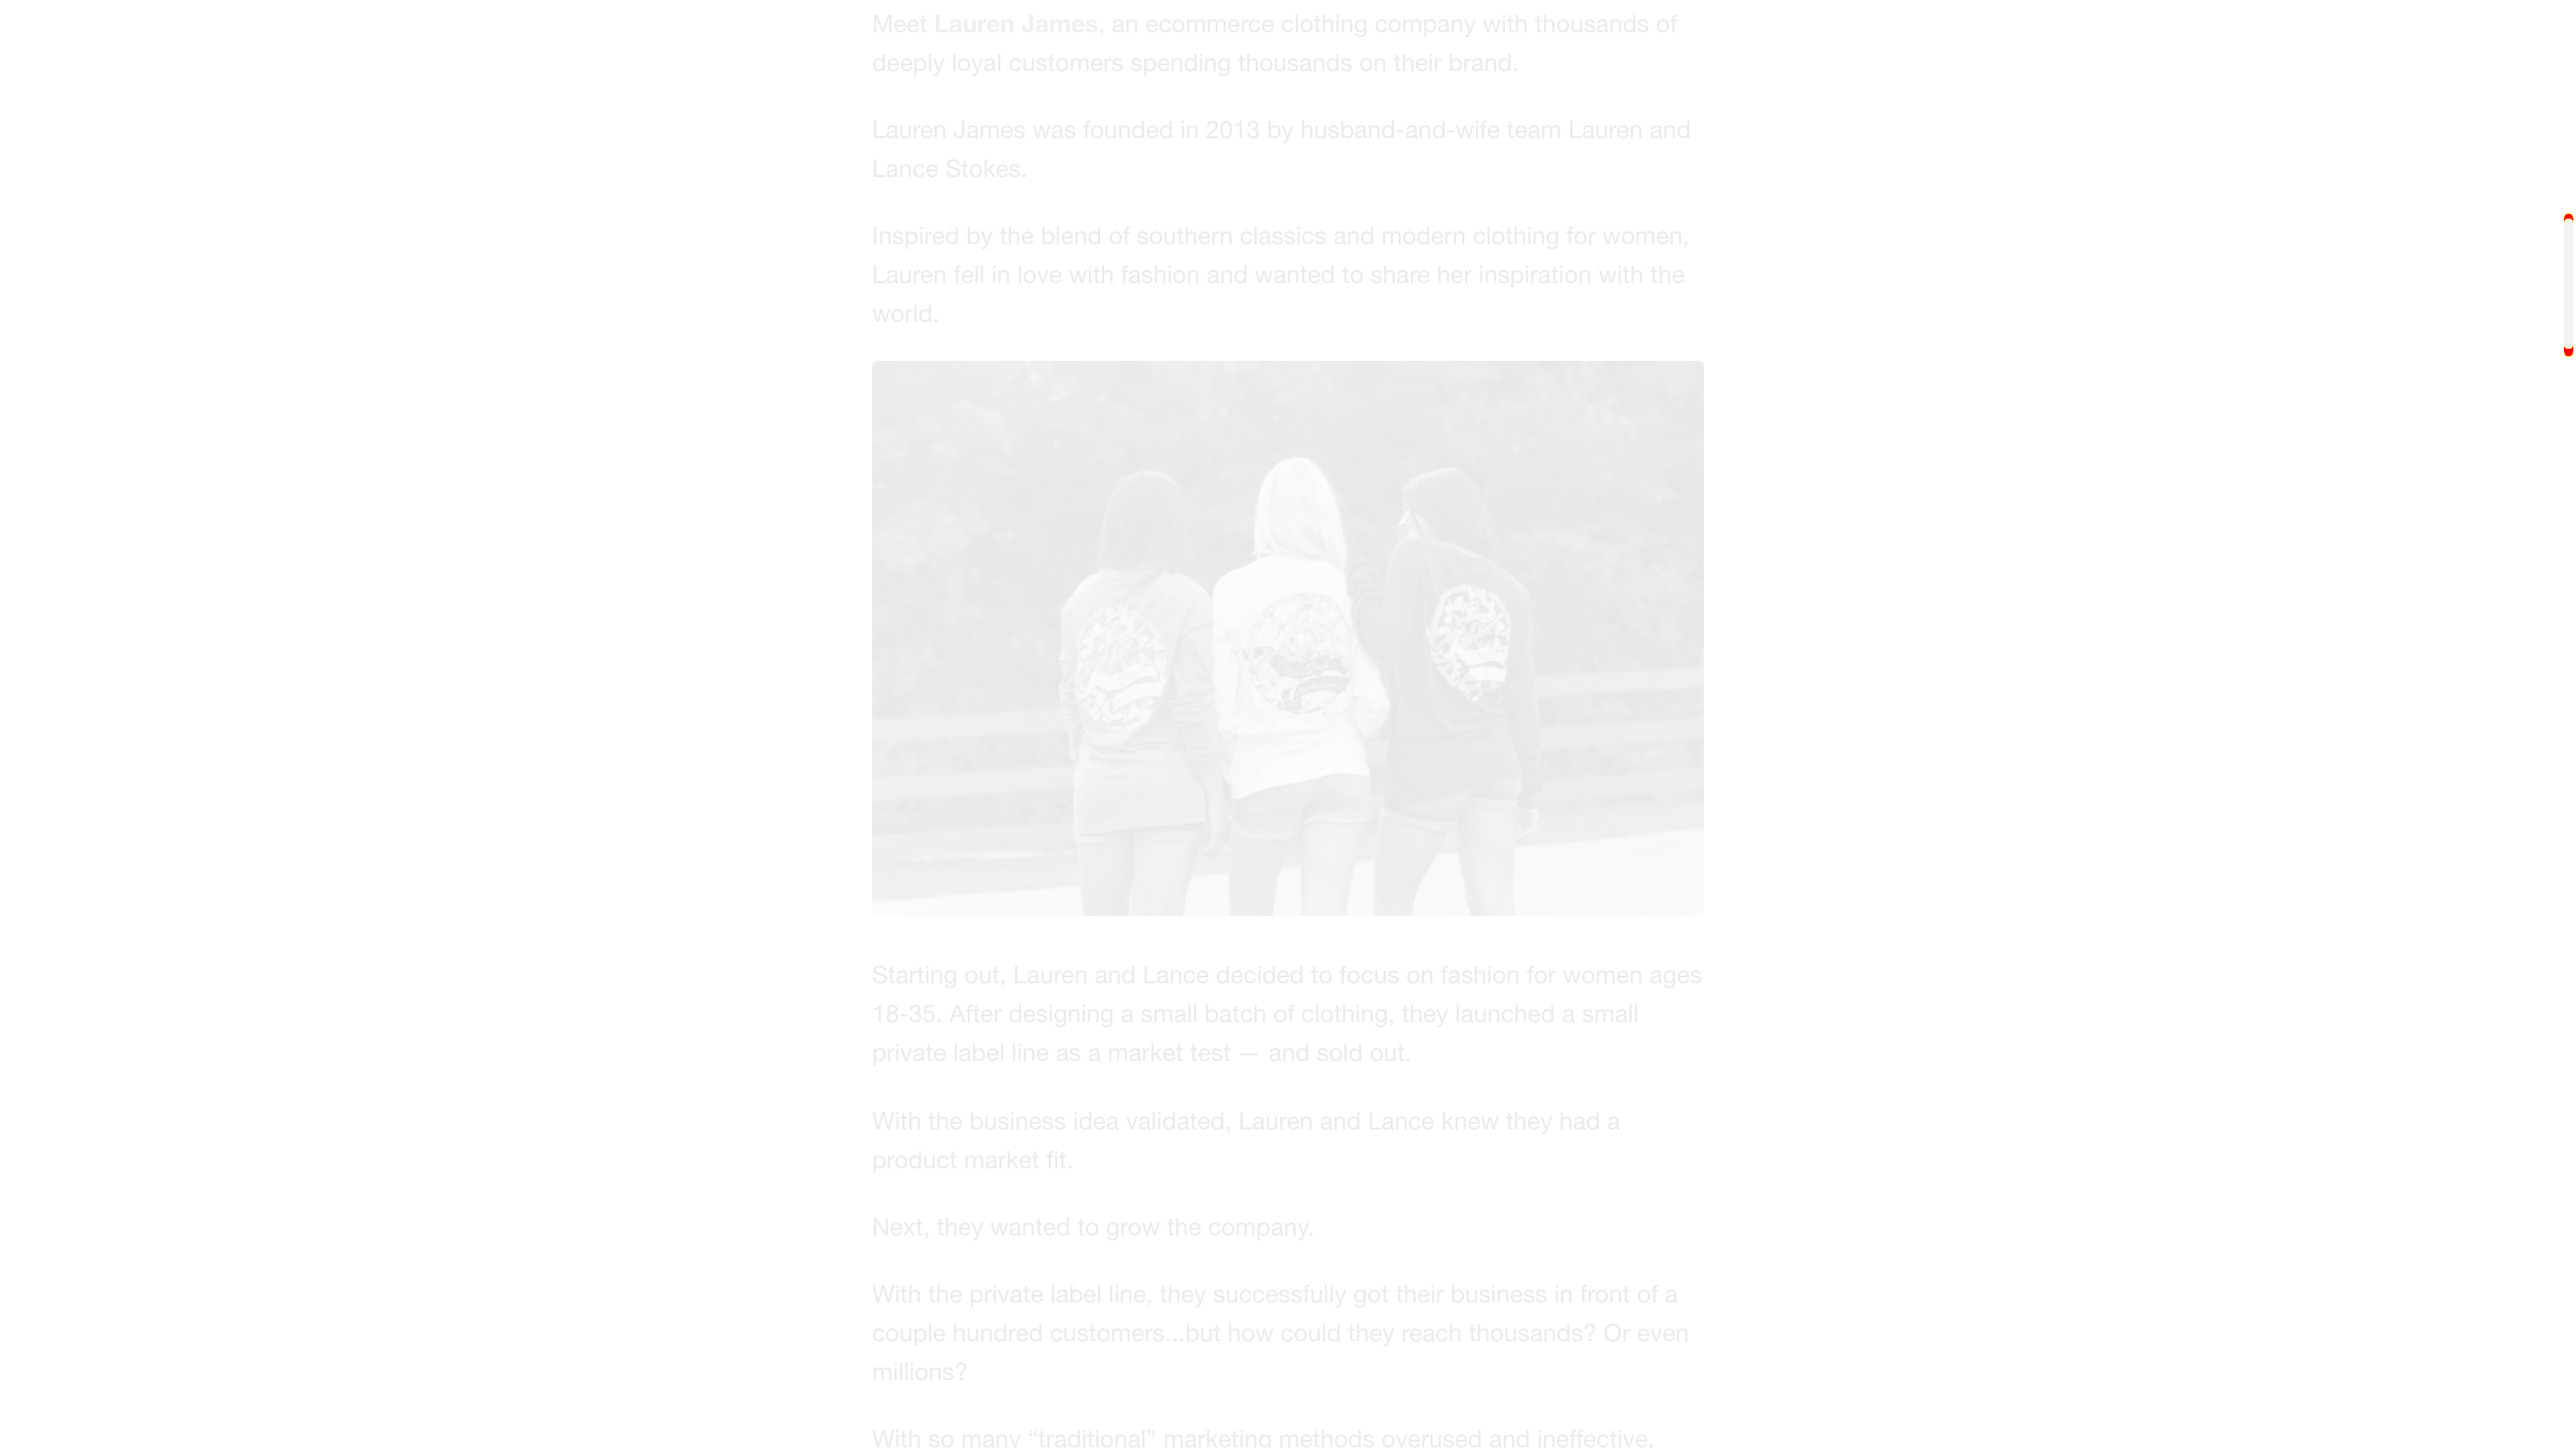 Meet Lauren James, an ecommerce clothing company with thousands of
deeply loyal customers spending thousands on their brand.
Lauren James was founded in 2013 by husband-and-wife team Lauren and
Lance Stokes.
Inspired by the blend of southern classics and modern clothing for women,
Lauren fell in love with fashion and wanted to share her inspiration with the
world.
Starting out, Lauren and Lance decided to focus on fashion for women ages
18-35. After designing a small batch of clothing, they launched a small
private label line as a market test — and sold out.
With the business idea validated, Lauren and Lance knew they had a
product market fit.
Next, they wanted to grow the company.
With the private label line, they successfully got their business in front of a
couple hundred customers...but how could they reach thousands? Or even
millions?
With so many “traditional” marketing methods overused and ineffective,